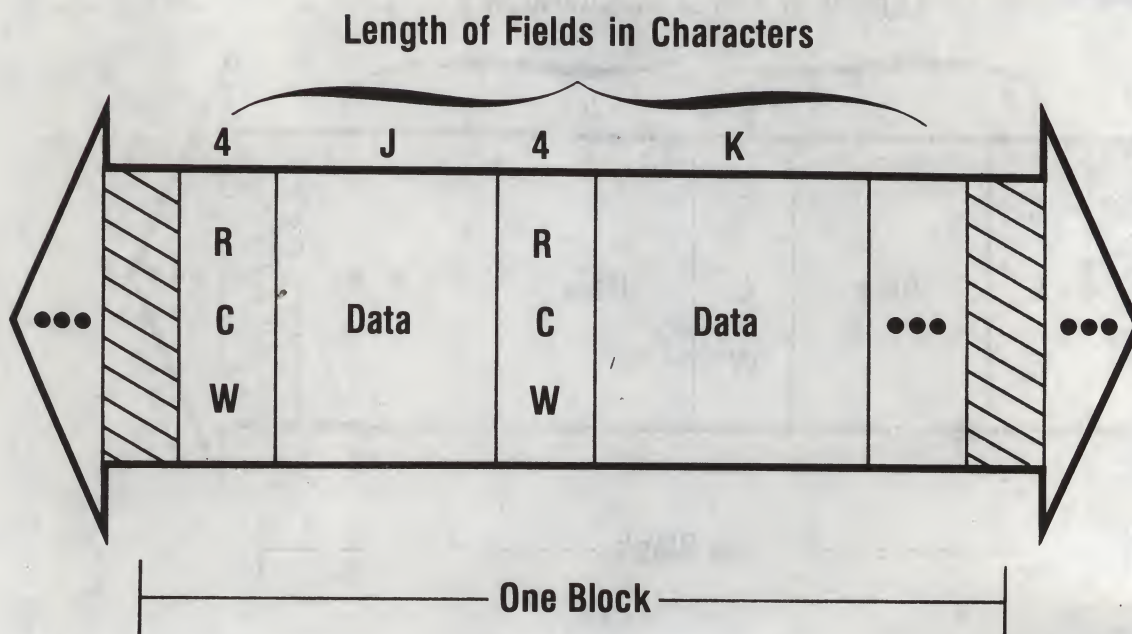 Length of Fields in Characters
4 J 4 K
R
C
W
Data
R
C
W
Data
One Block